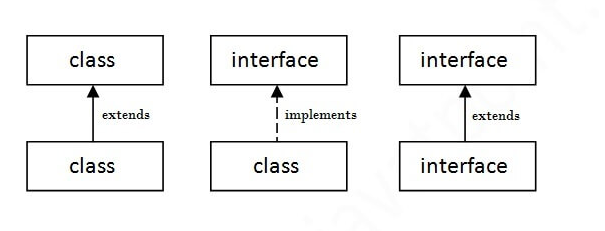 class
interface
interface
extends
implements
extends
class
class
interface